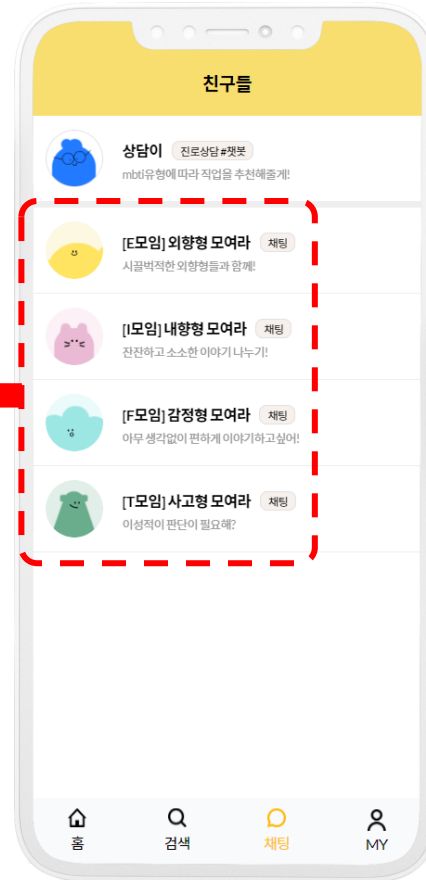 친구들
상담이 진로상담 #챗봇
mbti유형에 따라 직업을 추천해줄게!
[E모임] 외향형 모여라 채팅
시끌벅적한 외향형들과 함께!
[I모임] 내향형 모여라 채팅
잔잔하고 소소한 이야기 나누기!
[F모임] 감정형 모여라 채팅
아무 생각없이 편하게 이야기하고싶어!
[T모임] 사고형 모여라 채팅
이성적이 판단이 필요해?
홈 검색 채팅 MY